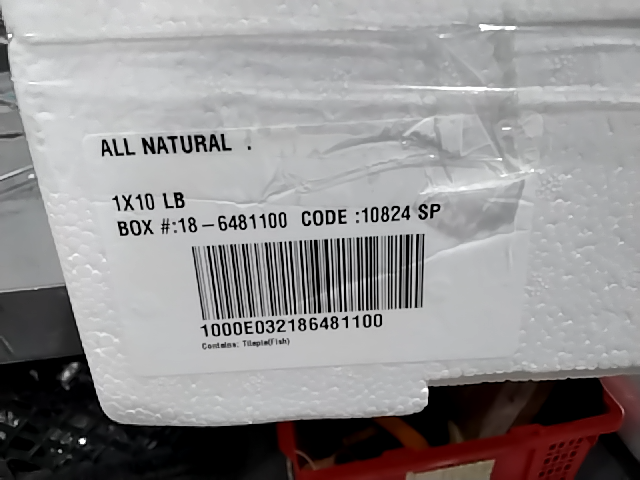 ALL NATURAL .
1X10 LB
BOX #:18-6481100 CODE :10824 SP
1000E032186481100
Contains: Tilapia(Fish)